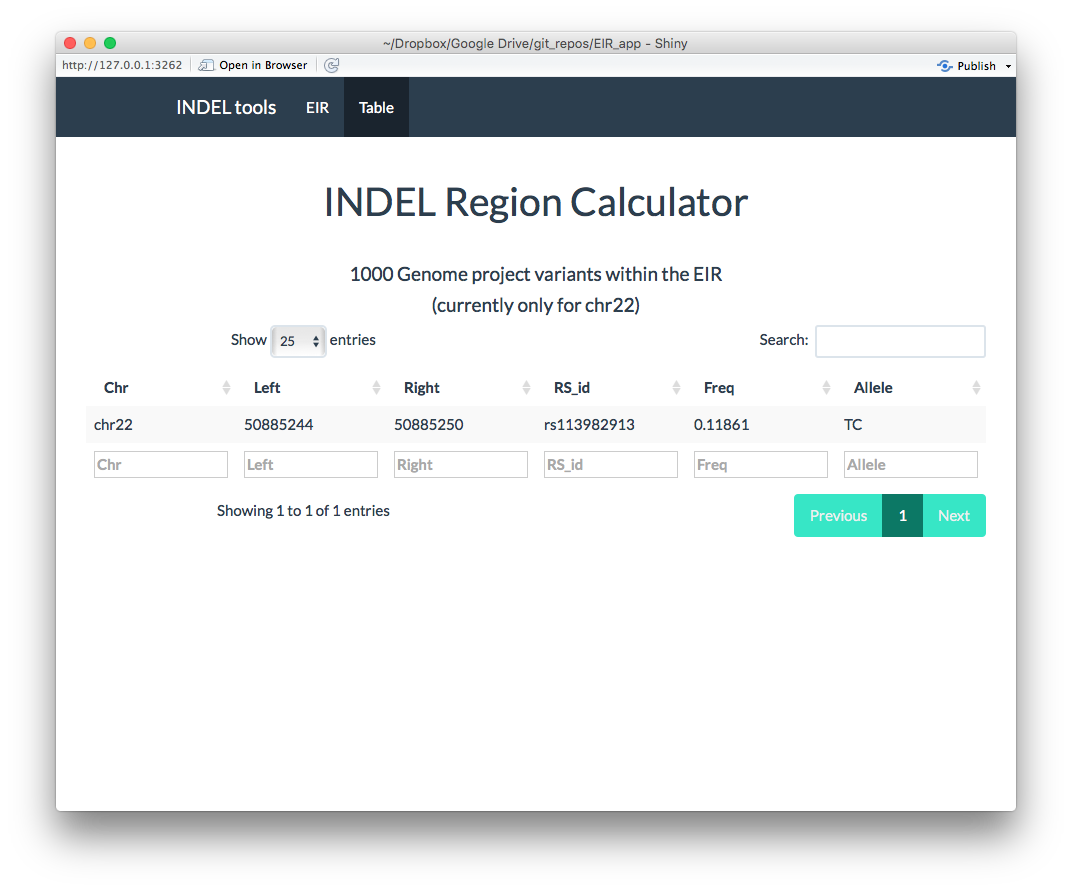 ~/Dropbox/Google Drive/git_repos/EIR_app - Shiny
http://127.0.0.1:3262 Open in Browser Publish
INDEL tools EIR Table
INDEL Region Calculator
1000 Genome project variants within the EIR
(currently only for chr22)
Show 25 entries Search:
Chr Left Right RS_id Freq Allele
chr22 50885244 50885250 rs113982913 0.11861 TC
Chr Left Right RS_id Freq Allele
Showing 1 to 1 of 1 entries Previous 1 Next